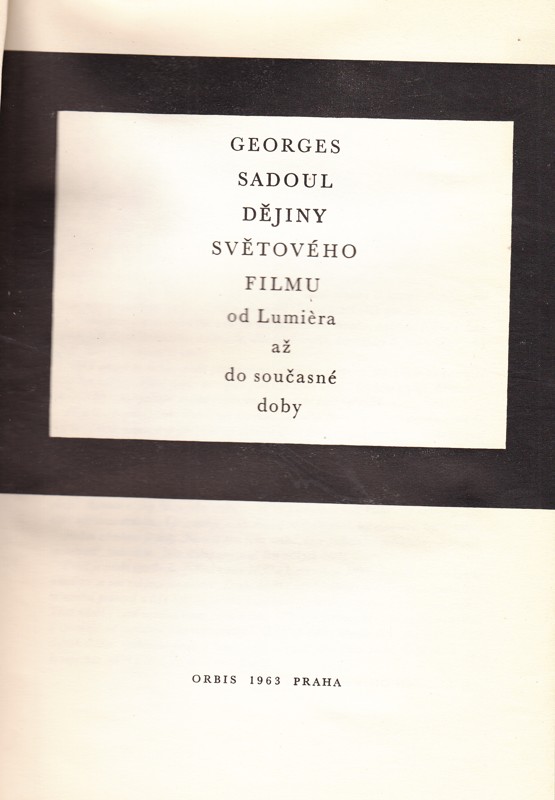 GEORGES
SADOUL
DĚJINY
SVĚTOVÉHO
FILMU
od Lumièra
až
do současné
doby
ORBIS 1963 PRAHA